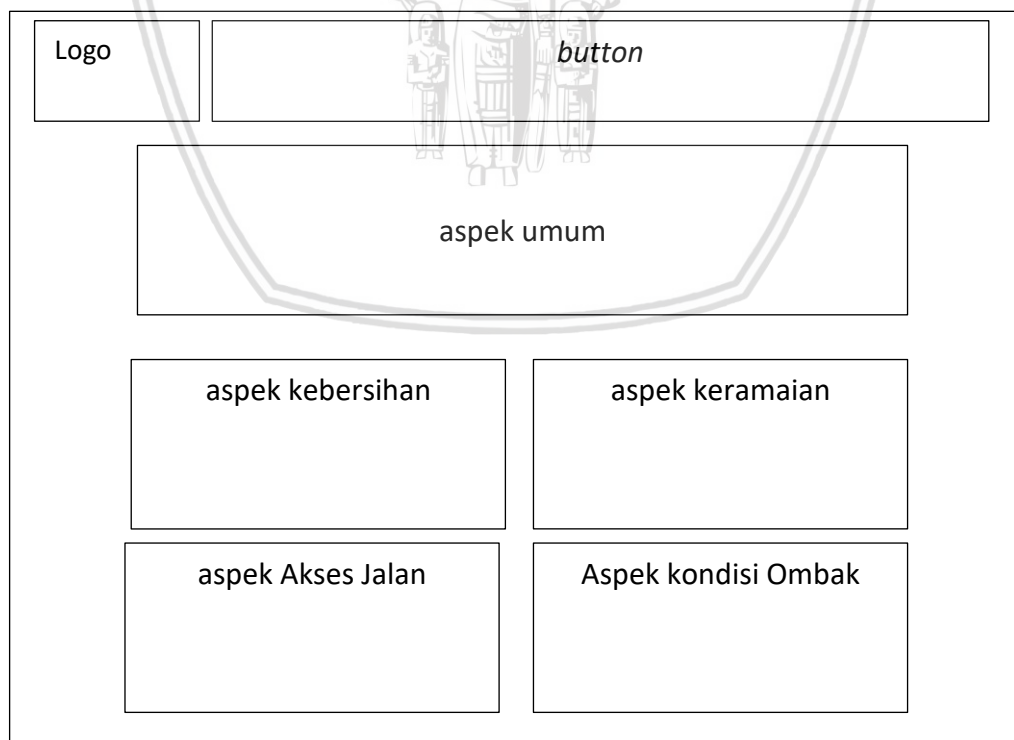 Logo
button
aspek umum
aspek kebersihan
aspek keramaian
aspek Akses Jalan
Aspek kondisi Ombak